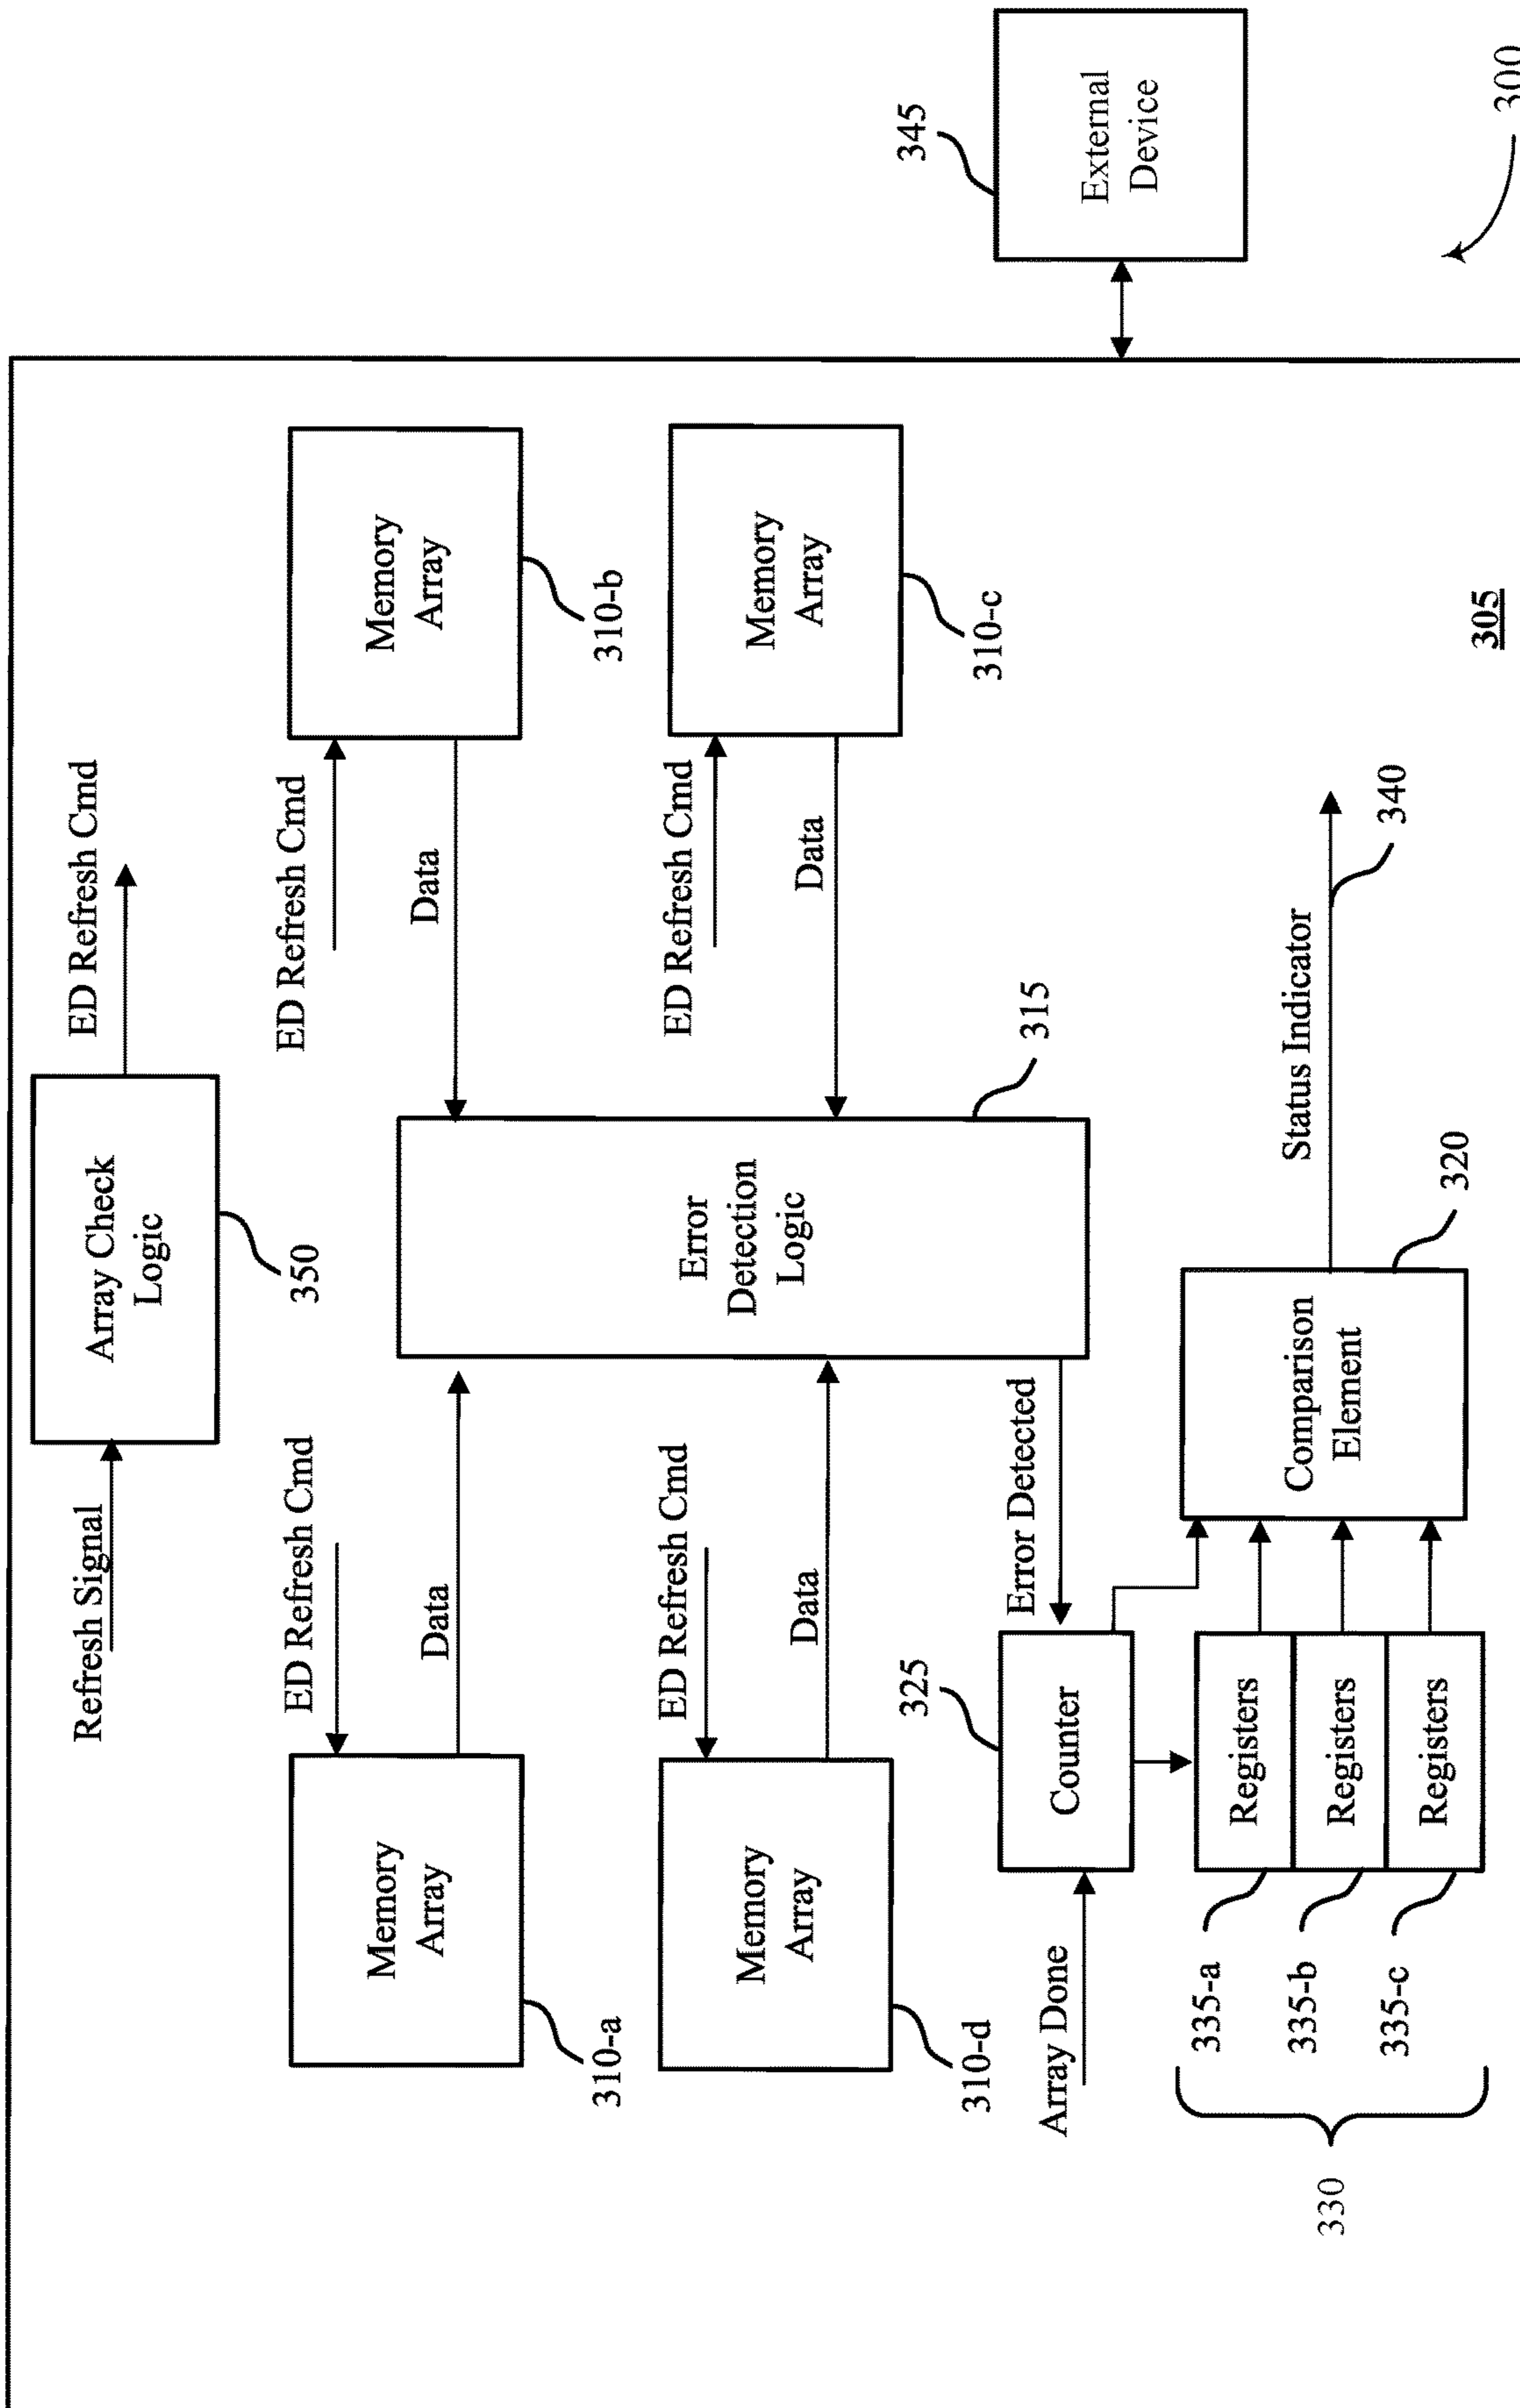 Refresh Signal
Array Check
Logic
350
ED Refresh Cmd
Memory
Array
310-a
ED Refresh Cmd
Data
ED Refresh Cmd
Data
Memory
Array
310-b
Error
Detection
Logic
315
Memory
Array
310-d
ED Refresh Cmd
Data
ED Refresh Cmd
Data
Memory
Array
310-c
Array Done
Counter
325
Error Detected
330
335-a
335-b
335-c
Registers
Registers
Registers
Comparison
Element
320
Status Indicator
340
305
External
Device
345
300